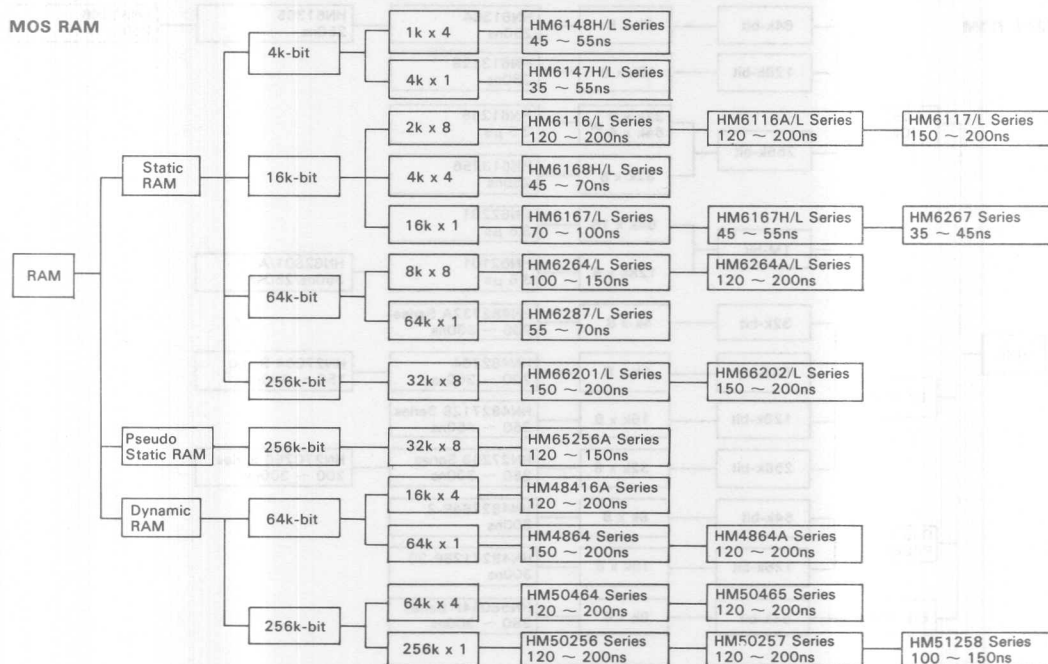 MOS RAM
RAM
Static
RAM
4k-bit
1k x 4
HM6148H/L Series
45 ~ 55ns
4k x 1
HM6147H/L Series
35 ~ 55ns
16k-bit
2k x 8
HM6116/L Series
120 ~ 200ns
HM6116A/L Series
120 ~ 200ns
HM6117/L Series
150 ~ 200ns
4k x 4
HM6168H/L Series
45 ~ 70ns
16k x 1
HM6167/L Series
70 ~ 100ns
HM6167H/L Series
45 ~ 55ns
HM6267 Series
35 ~ 45ns
64k-bit
8k x 8
HM6264/L Series
100 ~ 150ns
HM6264A/L Series
120 ~ 200ns
64k x 1
HM6287/L Series
55 ~ 70ns
256k-bit
32k x 8
HM66201/L Series
150 ~ 200ns
HM66202/L Series
150 ~ 200ns
Pseudo
Static RAM
256k-bit
32k x 8
HM65256A Series
120 ~ 150ns
Dynamic
RAM
64k-bit
16k x 4
HM48416A Series
120 ~ 200ns
64k x 1
HM4864 Series
150 ~ 200ns
HM4864A Series
120 ~ 200ns
256k-bit
64k x 4
HM50464 Series
120 ~ 200ns
HM50465 Series
120 ~ 200ns
256k x 1
HM50256 Series
120 ~ 200ns
HM50257 Series
120 ~ 200ns
HM51258 Series
100 ~ 150ns